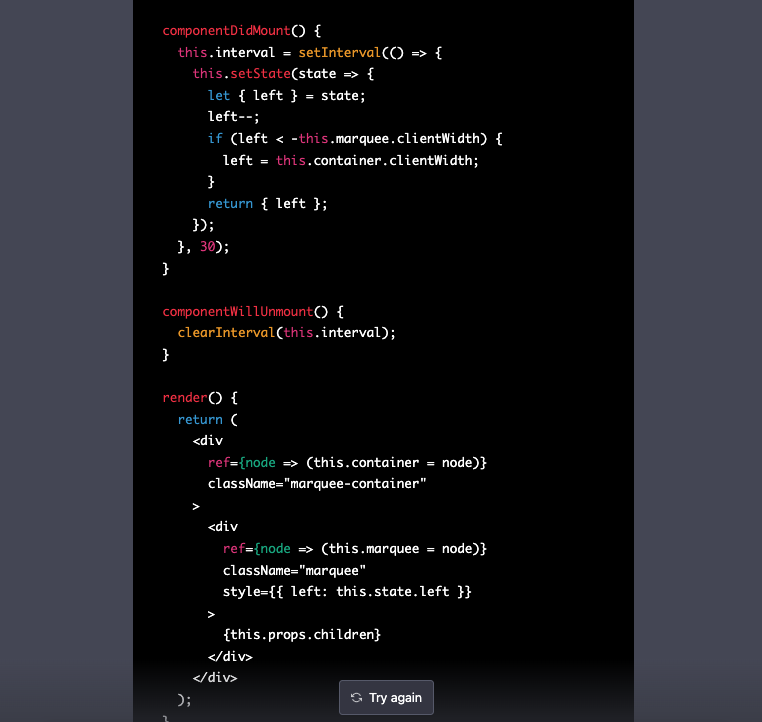 componentDidMount() {
  this.interval = setInterval(() => {
    this.setState(state => {
      let { left } = state;
      left--;
      if (left < -this.marquee.clientWidth) {
        left = this.container.clientWidth;
      }
      return { left };
    });
  }, 30);
}

componentWillUnmount() {
  clearInterval(this.interval);
}

render() {
  return (
    <div
      ref={node => (this.container = node)}
      className="marquee-container"
    >
      <div
        ref={node => (this.marquee = node)}
        className="marquee"
        style={{ left: this.state.left }}
      >
        {this.props.children}
      </div>
    </div>
  );
}
Try again